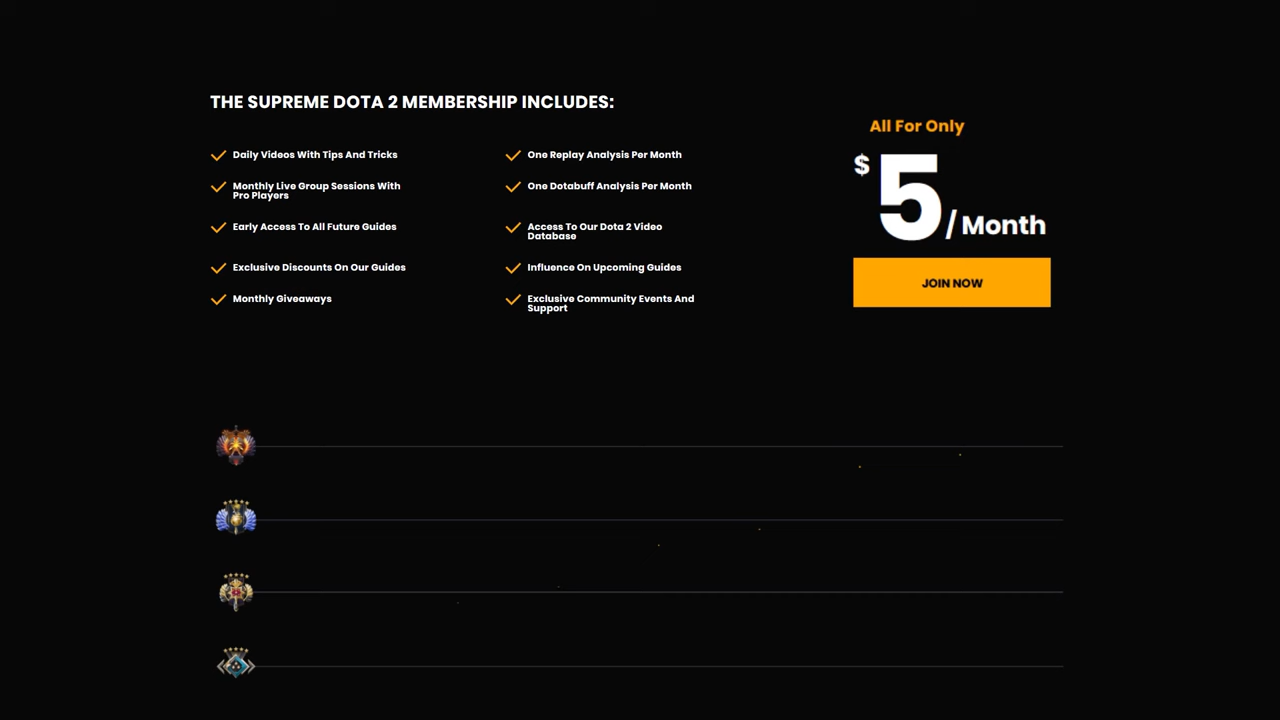 THE SUPREME DOTA 2 MEMBERSHIP INCLUDES:
Daily Videos With Tips And Tricks
Monthly Live Group Sessions With
Pro Players
Early Access To All Future Guides
Exclusive Discounts On Our Guides
Monthly Giveaways
One Replay Analysis Per Month
One Dotabuff Analysis Per Month
Access To Our Dota 2 Video
Database
Influence On Upcoming Guides
Exclusive Community Events And
Support
All For Only
$5/Month
JOIN NOW